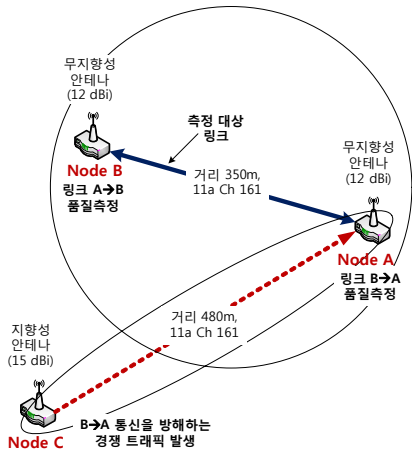 무지향성
안테나
(12 dBi)
측정 대상
링크
Node B
링크 A→B
품질측정
거리 350m,
11a Ch 161
무지향성
안테나
(12 dBi)
Node A
링크 B→A
품질측정
거리 480m,
11a Ch 161
지향성
안테나
(15 dBi)
Node C
B→A 통신을 방해하는
경쟁 트래픽 발생